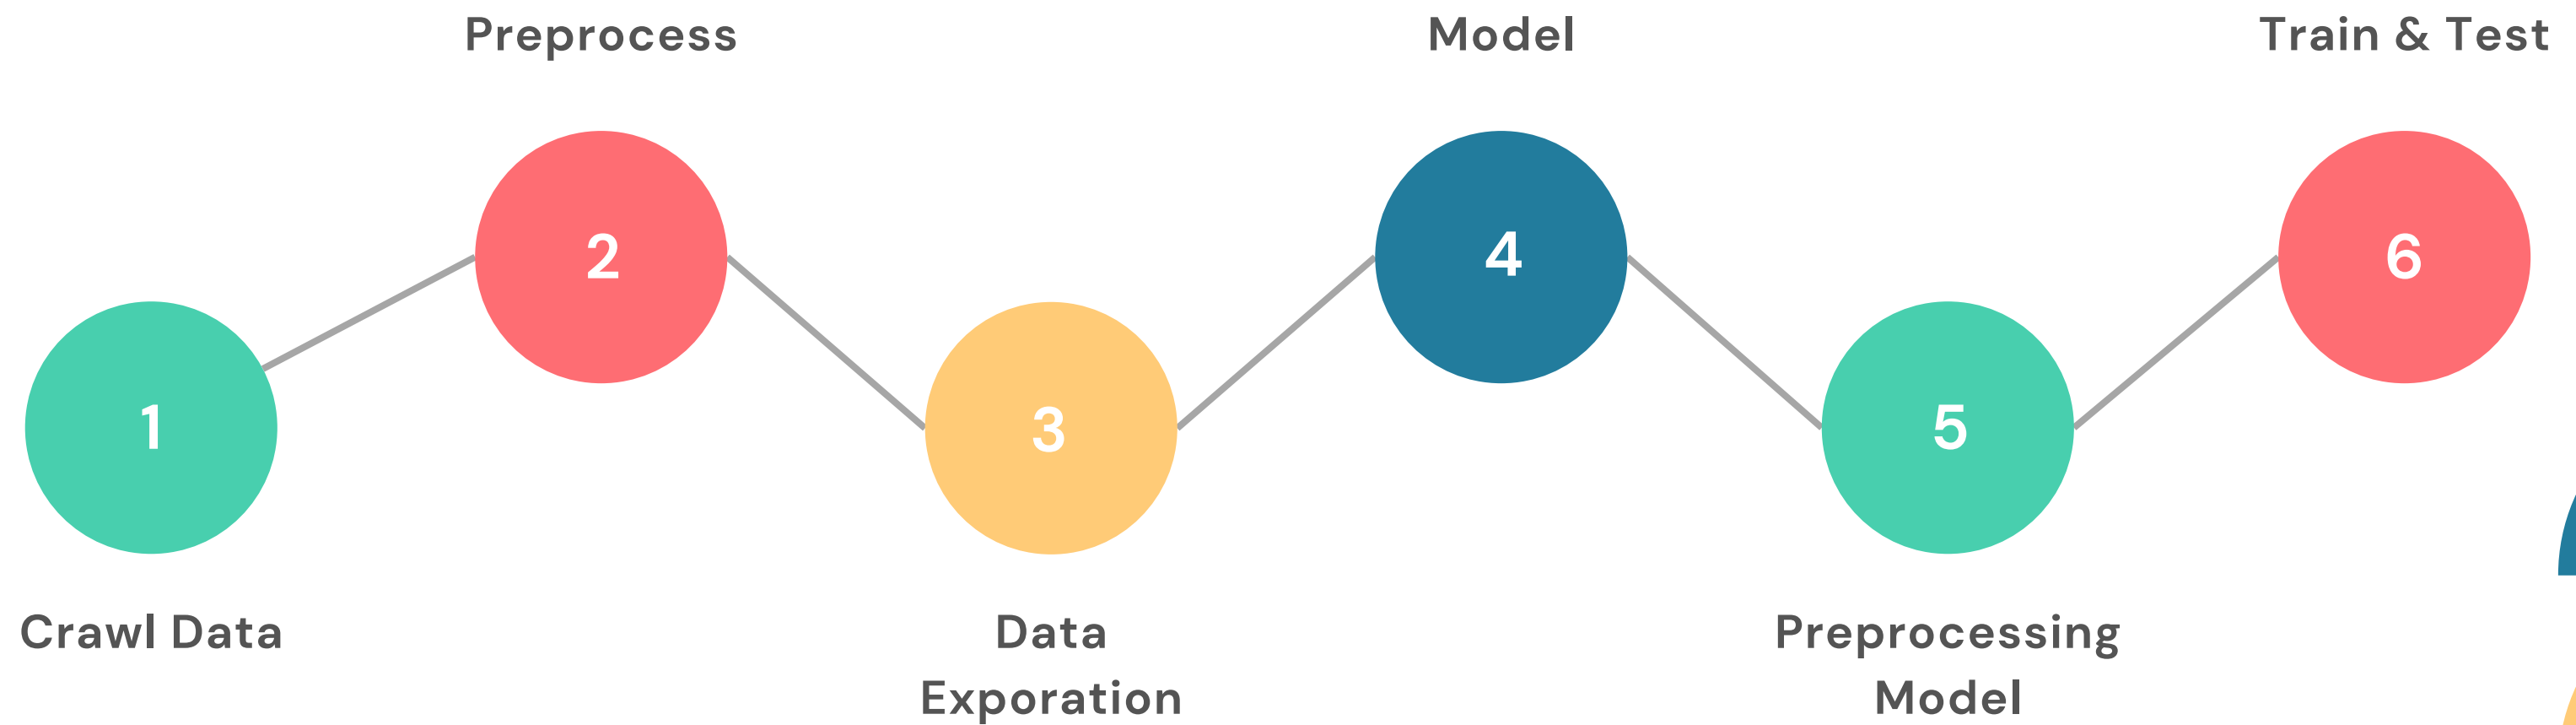 Preprocess
Model
Train & Test
2
4
6
1
3
5
Crawl Data
Data
Exporation
Preprocessing
Model